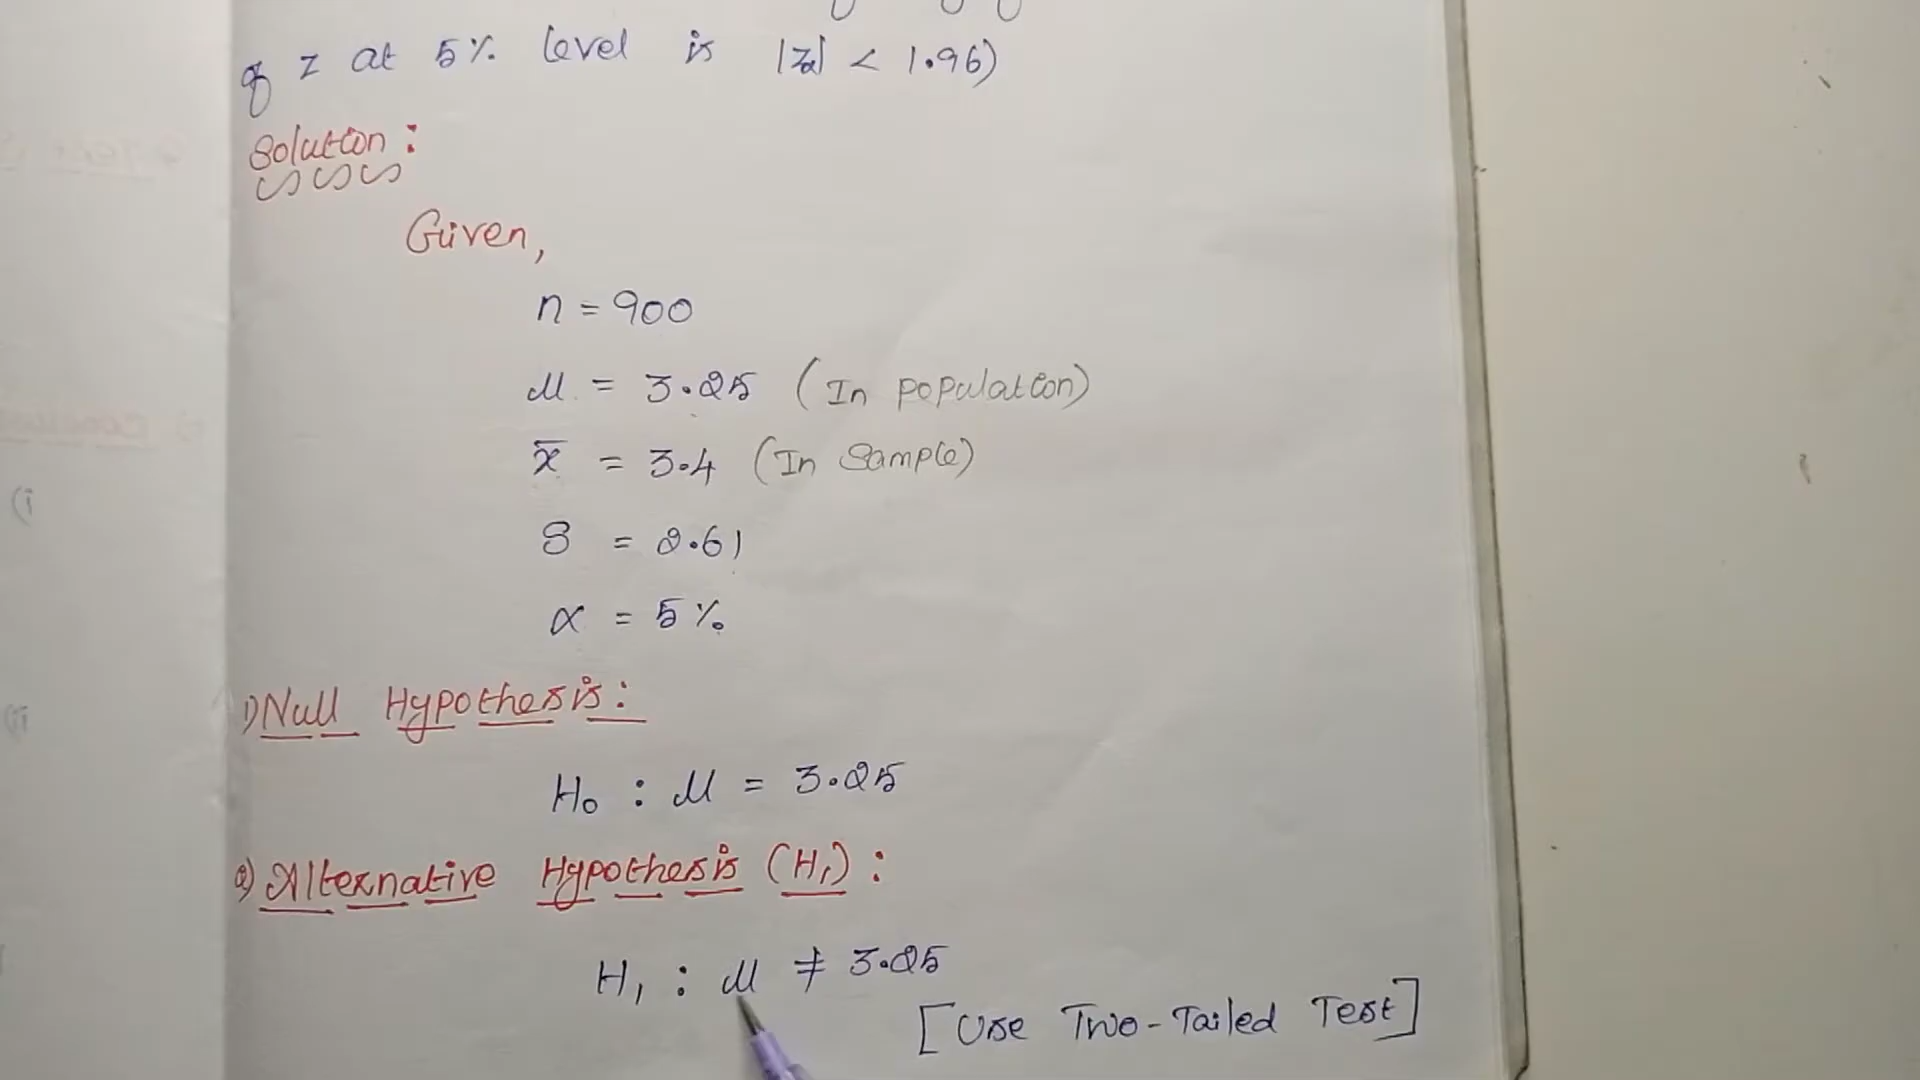 of Z at 5% level is |Zα| < 1.96)
Solution :
Given,
n = 900
μ = 3.25 (In population)
x̄ = 3.4 (In Sample)
S = 2.61
α = 5%
1) Null Hypothesis :
H₀ : μ = 3.25
2) Alternative Hypothesis (H₁) :
H₁ : μ ≠ 3.25
[Use Two-Tailed Test]